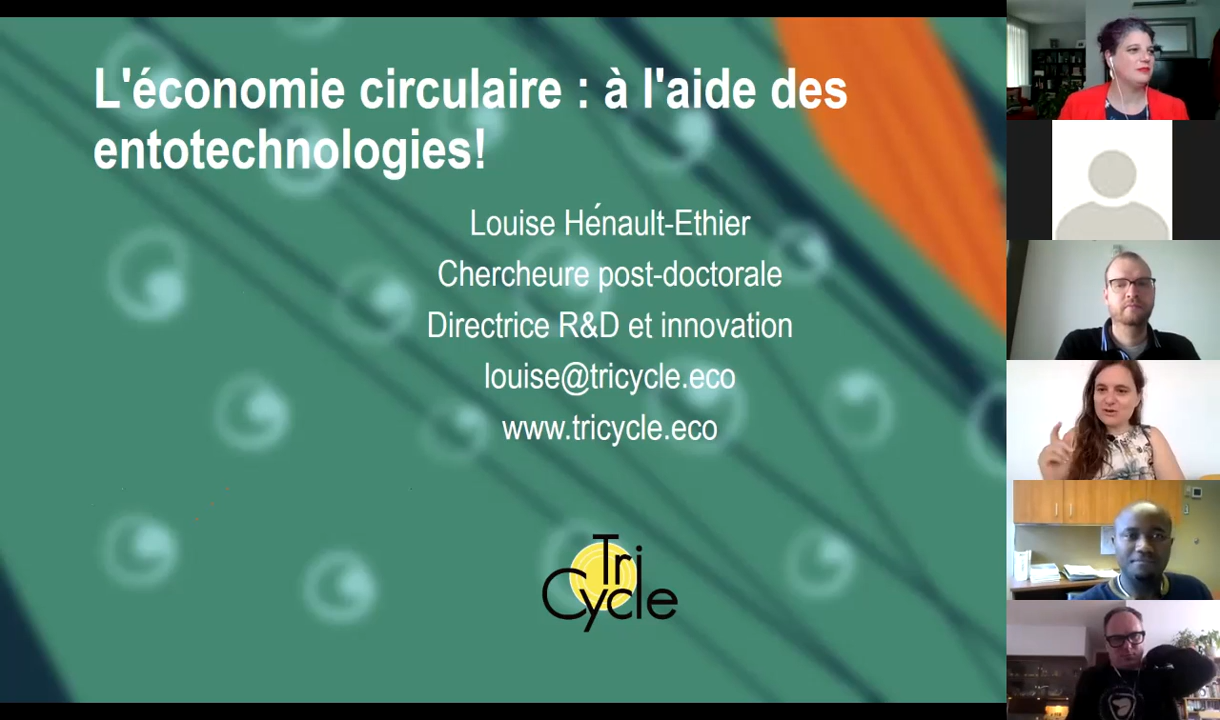 L'économie circulaire : à l'aide des
entotechnologies!
Louise Hénault-Ethier
Chercheure post-doctorale
Directrice R&D et innovation
louise@tricycle.eco
www.tricycle.eco
Tri
Cycle